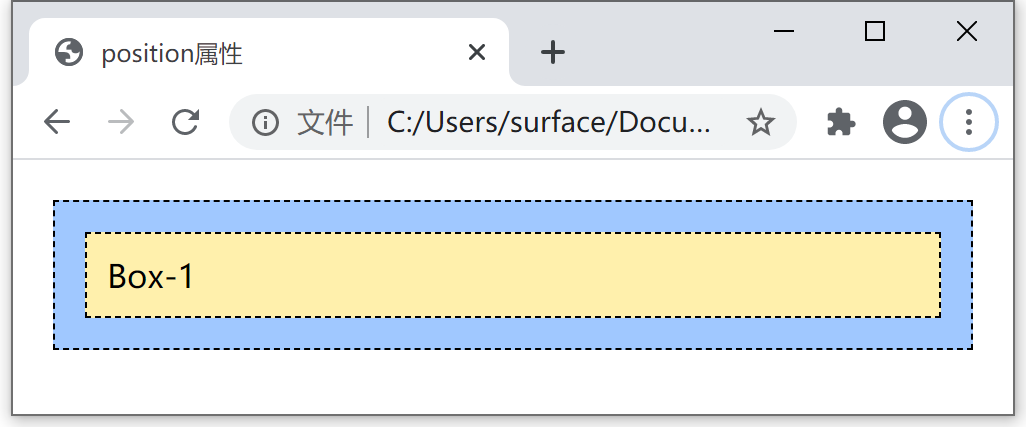 position属性
文件 C:/Users/surface/Docu...
Box-1